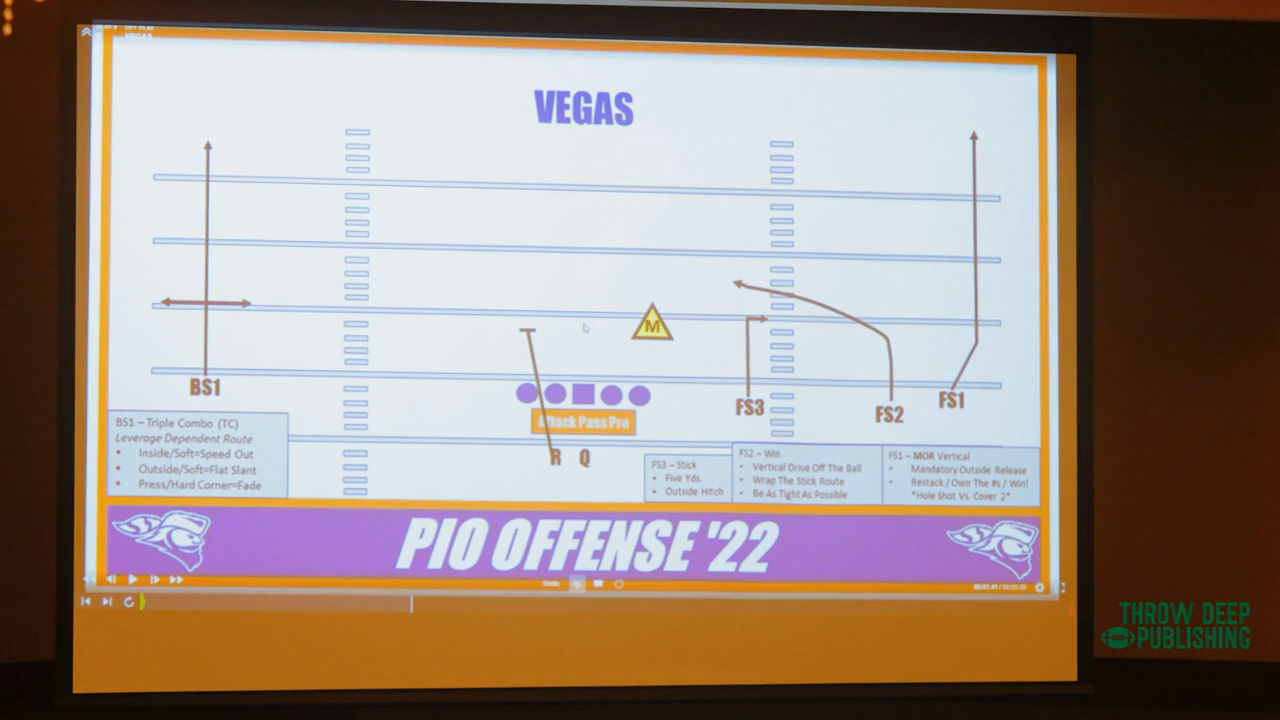 VEGAS
VEGAS
M
BS1
FS3
FS2
FS1
Attack Pass Pro
R Q
BS1 – Triple Combo (TC)
Leverage Dependent Route
• Inside/Soft=Speed Out
• Outside/Soft=Flat Slant
• Press/Hard Corner=Fade
FS3 – Stick
• Five Yds.
• Outside Hitch
FS2 – Win
• Vertical Drive Off The Ball
• Wrap The Stick Route
• Be As Tight As Possible
FS1 – MOR Vertical
• Mandatory Outside Release
• Restack / Own The #s / Win!
*Hole Shot Vs. Cover 2*
PIO OFFENSE '22
THROW DEEP
PUBLISHING